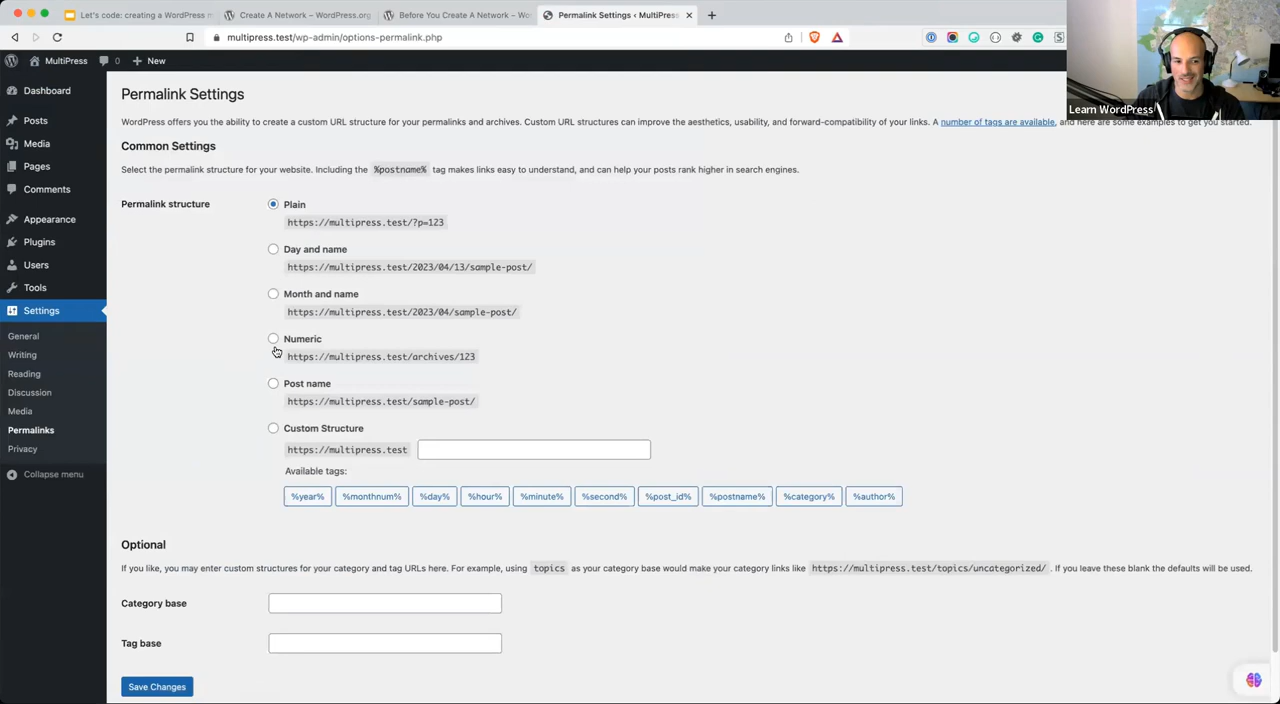 Let's code: creating a WordPress m
Create A Network – WordPress.org
Before You Create A Network – Wo
Permalink Settings ‹ MultiPress
multipress.test/wp-admin/options-permalink.php
MultiPress
0
New
Learn WordPress
Dashboard
Posts
Media
Pages
Comments
Appearance
Plugins
Users
Tools
Settings
General
Writing
Reading
Discussion
Media
Permalinks
Privacy
Collapse menu
Permalink Settings
WordPress offers you the ability to create a custom URL structure for your permalinks and archives. Custom URL structures can improve the aesthetics, usability, and forward-compatibility of your links. A number of tags are available, and here are some examples to get you started.
Common Settings
Select the permalink structure for your website. Including the %postname% tag makes links easy to understand, and can help your posts rank higher in search engines.
Permalink structure
Plain
https://multipress.test/?p=123
Day and name
https://multipress.test/2023/04/13/sample-post/
Month and name
https://multipress.test/2023/04/sample-post/
Numeric
https://multipress.test/archives/123
Post name
https://multipress.test/sample-post/
Custom Structure
https://multipress.test
Available tags:
%year% %monthnum% %day% %hour% %minute% %second% %post_id% %postname% %category% %author%
Optional
If you like, you may enter custom structures for your category and tag URLs here. For example, using topics as your category base would make your category links like https://multipress.test/topics/uncategorized/ . If you leave these blank the defaults will be used.
Category base
Tag base
Save Changes